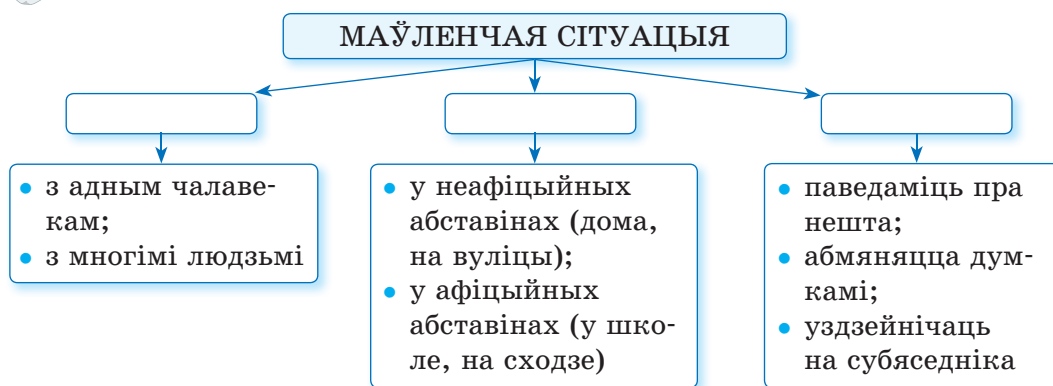 МАЎЛЕНЧАЯ СІТУАЦЫЯ
з адным чалаве-
кам;
з многімі людзьмі
у неафіцыйных
абставінах (дома,
на вуліцы);
у афіцыйных
абставінах (у шко-
ле, на сходзе)
паведаміць пра
нешта;
абмяняцца дум-
камі;
уздзейнічаць
на субяседніка